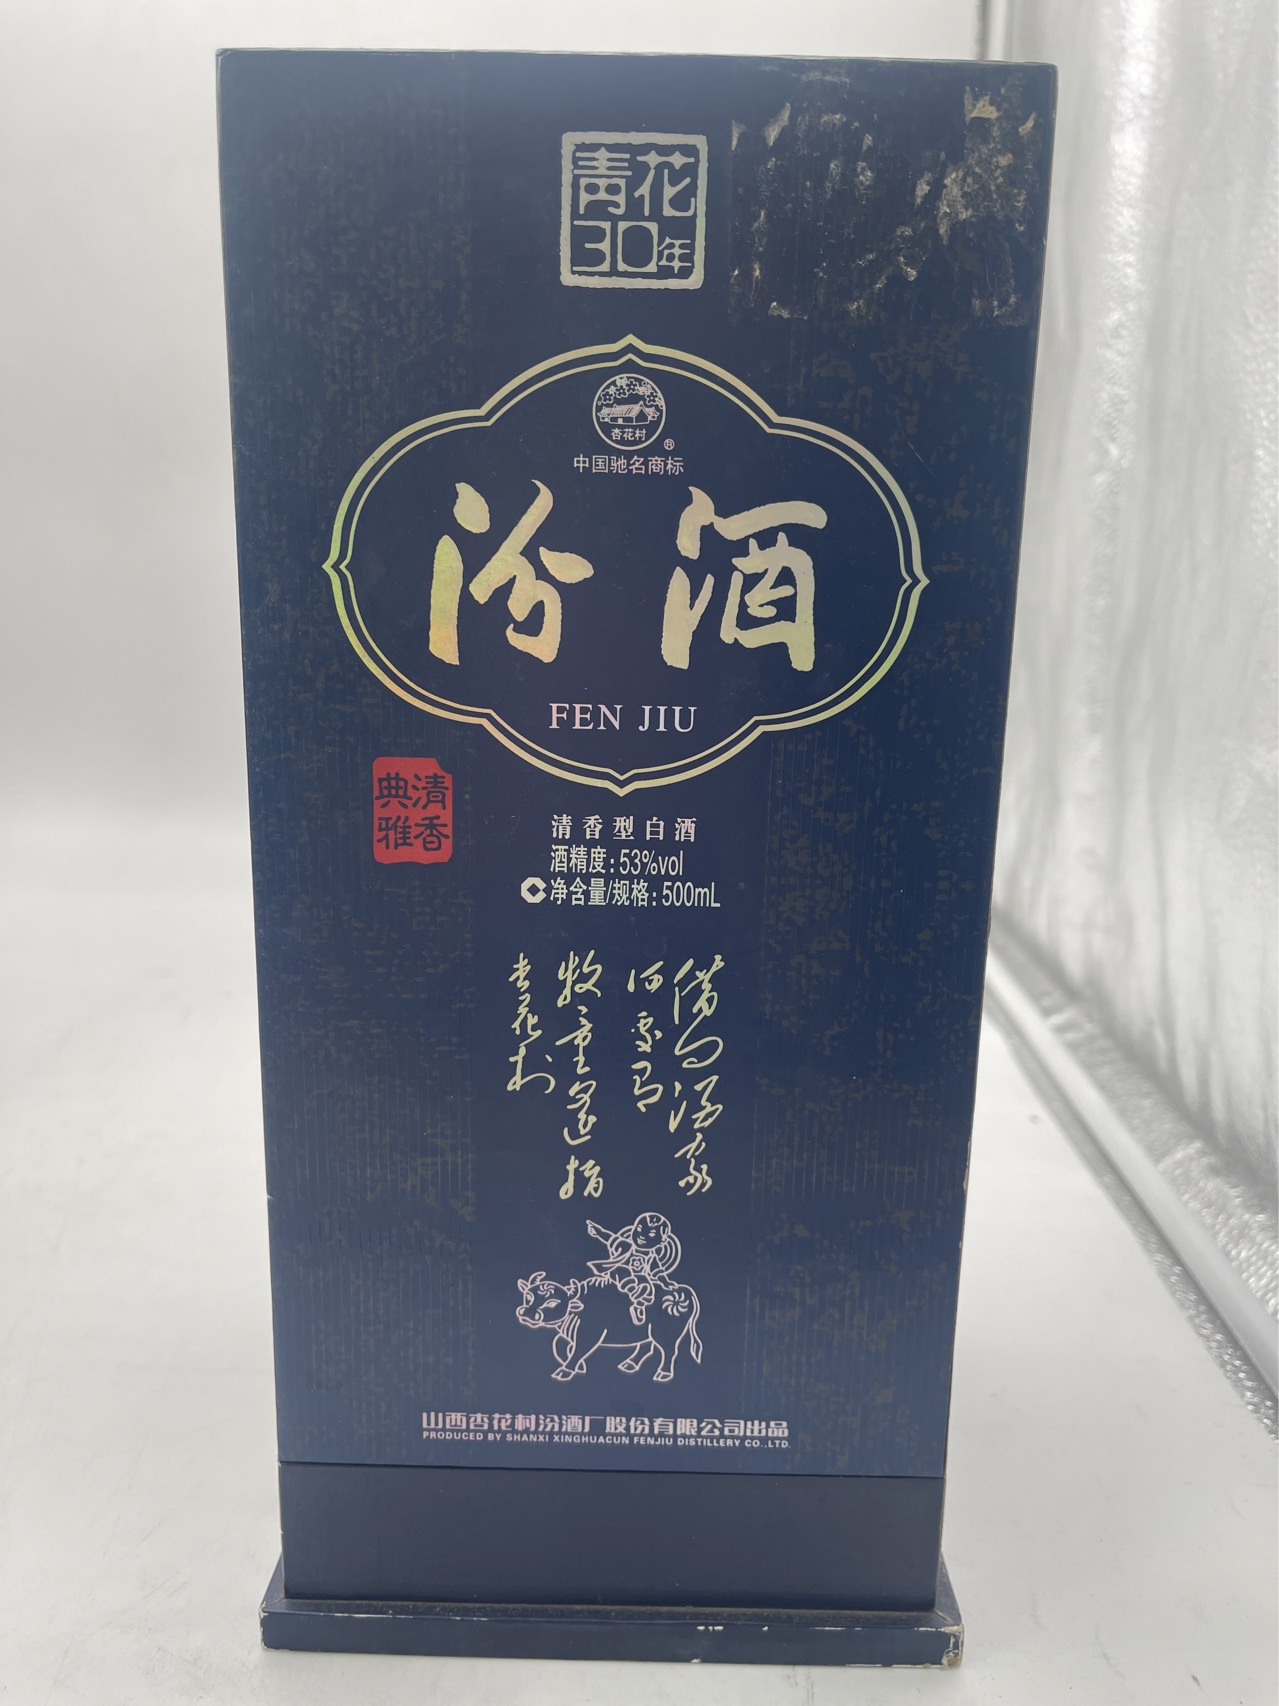 青花
30年
杏花村
®
中国驰名商标
汾酒
FEN JIU
清香
典雅
清香型白酒
酒精度:53%vol
C净含量/规格:500mL
借问酒家
何处有
牧童遥指
杏花村
山西杏花村汾酒厂股份有限公司出品
PRODUCED BY SHANXI XINGHUACUN FENJIU DISTILLERY CO.,LTD.